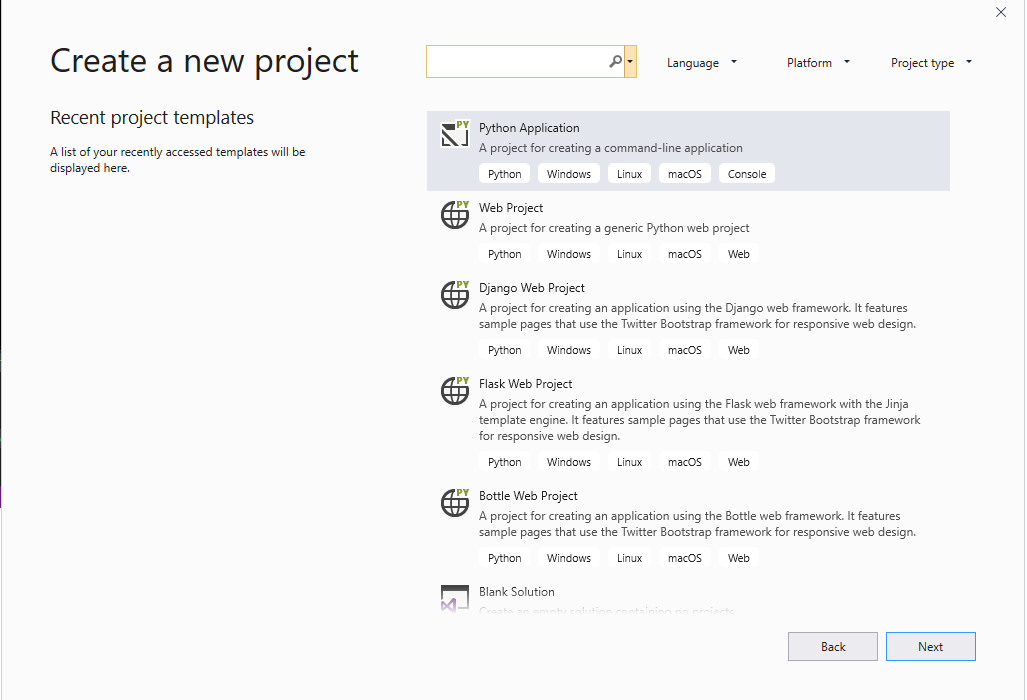 Create a new project
Language
Platform
Project type
Recent project templates
A list of your recently accessed templates will be
displayed here.
PY
Python Application
A project for creating a command-line application
Python Windows Linux macOS Console
PY
Web Project
A project for creating a generic Python web project
Python Windows Linux macOS Web
PY
Django Web Project
A project for creating an application using the Django web framework. It features
sample pages that use the Twitter Bootstrap framework for responsive web design.
Python Windows Linux macOS Web
PY
Flask Web Project
A project for creating an application using the Flask web framework with the Jinja
template engine. It features sample pages that use the Twitter Bootstrap framework
for responsive web design.
Python Windows Linux macOS Web
PY
Bottle Web Project
A project for creating an application using the Bottle web framework. It features
sample pages that use the Twitter Bootstrap framework for responsive web design.
Python Windows Linux macOS Web
Blank Solution
Create an empty solution containing no projects
Back
Next